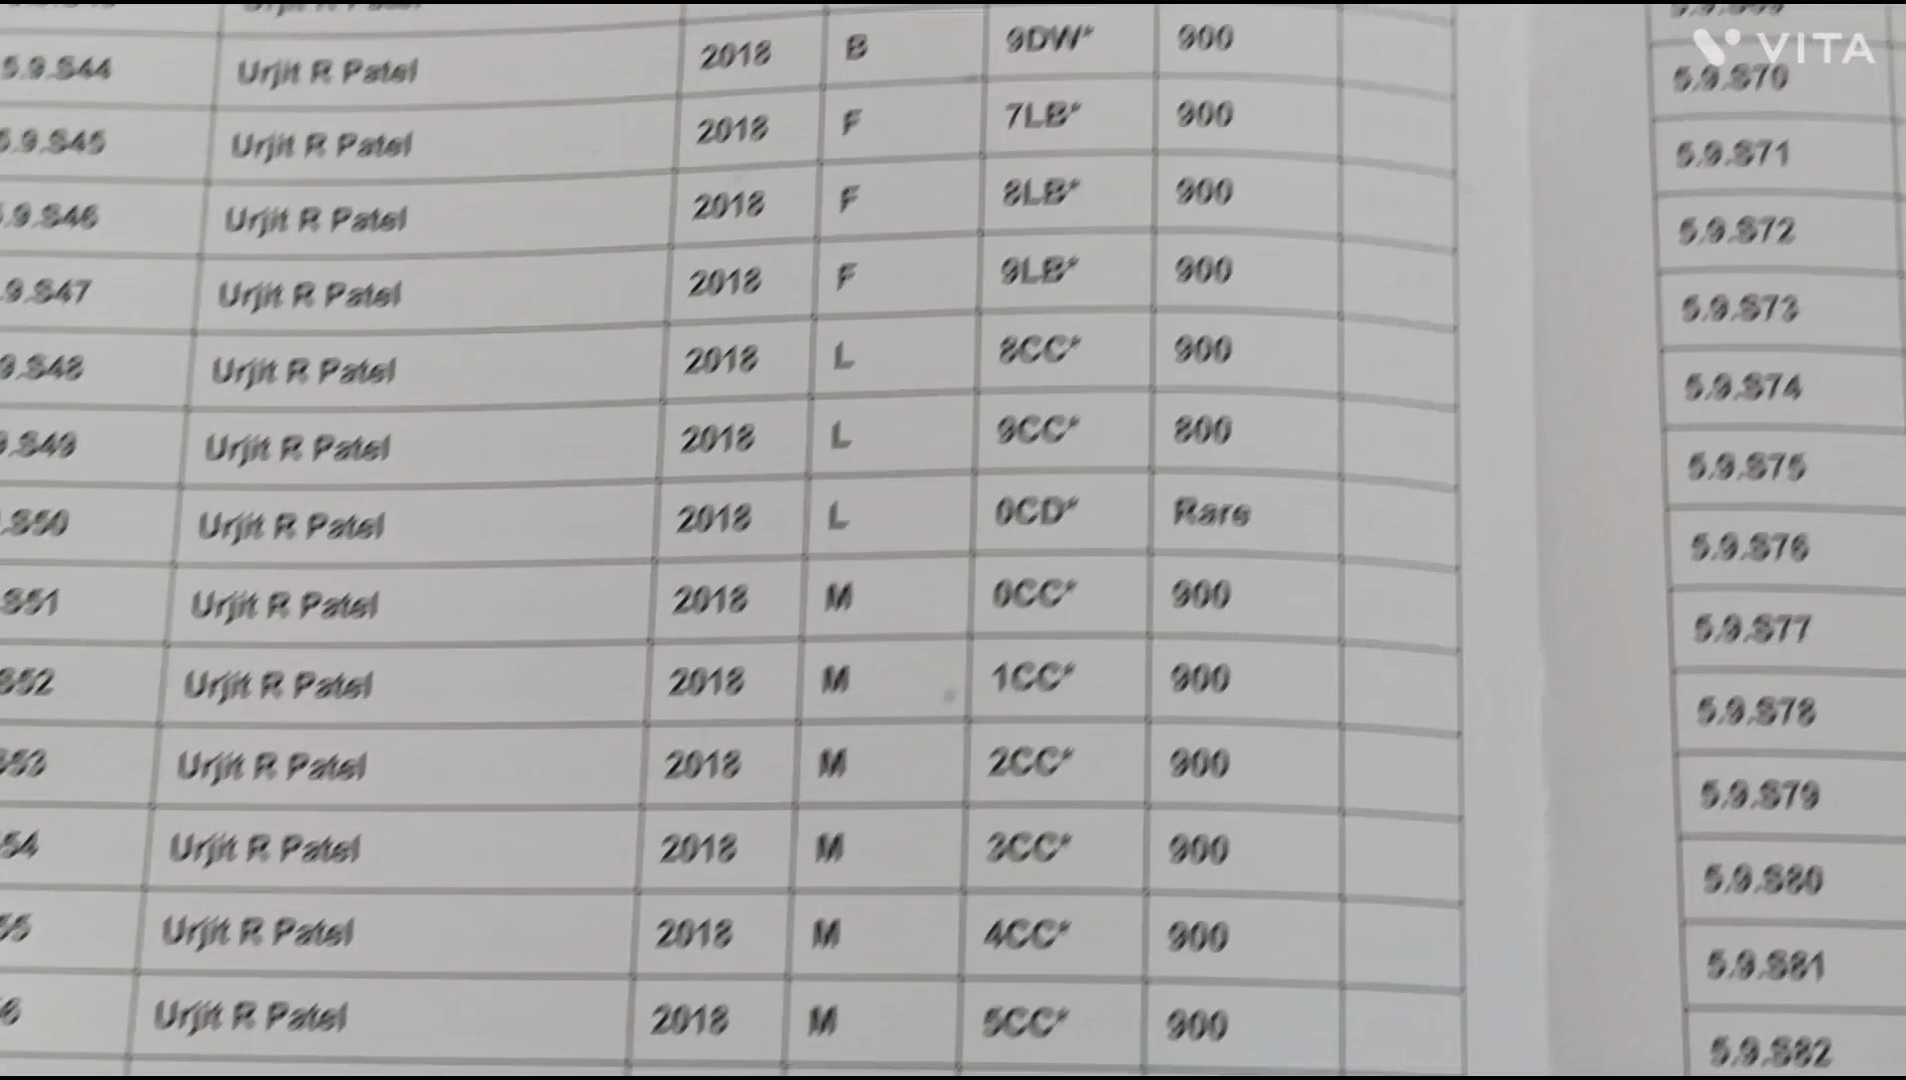 VITA
5.9.S44 Urjit R Patel 2018 B 9DW* 900
5.9.S45 Urjit R Patel 2018 F 7LB* 900
.9.S46 Urjit R Patel 2018 F 8LB* 900
.9.S47 Urjit R Patel 2018 F 9LB* 900
9.S48 Urjit R Patel 2018 L 8CC* 900
9.S49 Urjit R Patel 2018 L 9CC* 800
.S50 Urjit R Patel 2018 L 0CD* Rare
S51 Urjit R Patel 2018 M 0CC* 900
S52 Urjit R Patel 2018 M 1CC* 900
S53 Urjit R Patel 2018 M 2CC* 900
54 Urjit R Patel 2018 M 3CC* 900
55 Urjit R Patel 2018 M 4CC* 900
6 Urjit R Patel 2018 M 5CC* 900
5.9.S70
5.9.S71
5.9.S72
5.9.S73
5.9.S74
5.9.S75
5.9.S76
5.9.S77
5.9.S78
5.9.S79
5.9.S80
5.9.S81
5.9.S82